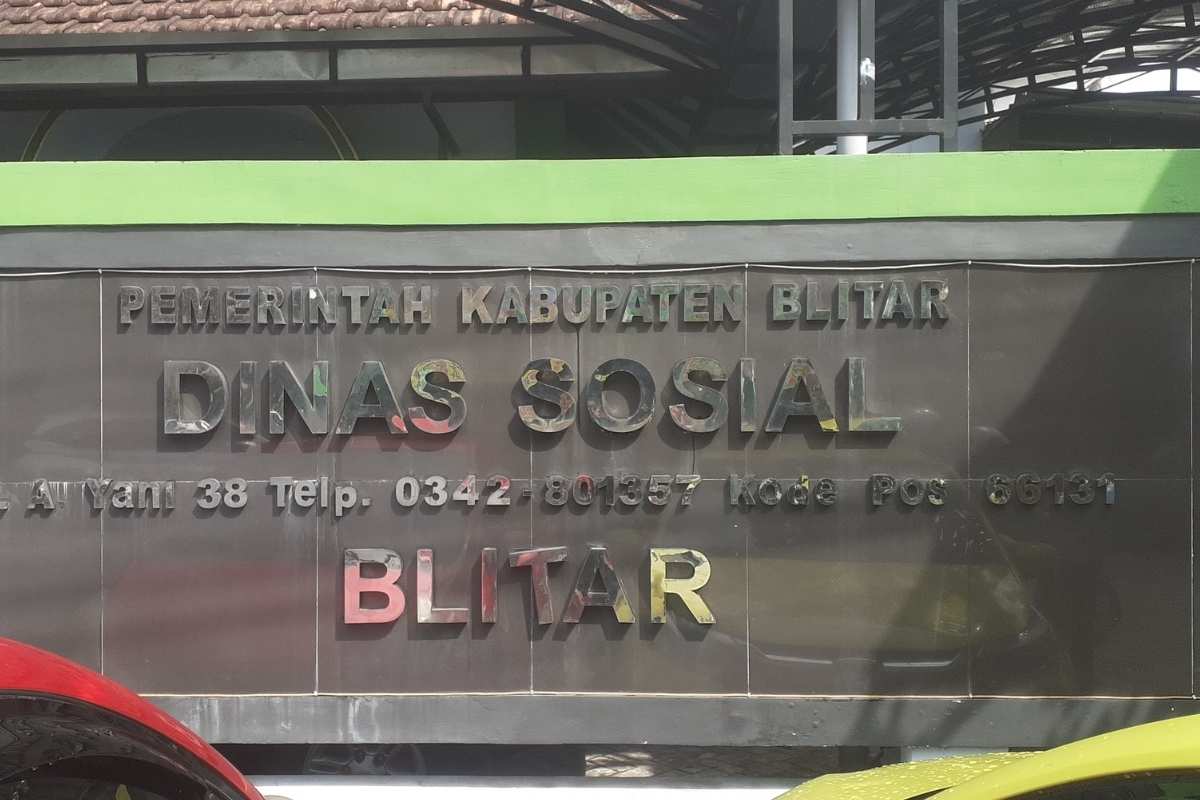 PEMERINTAH KABUPATEN BLITAR
DINAS SOSIAL
Yani 38 Telp. 0342-801357 Kode Pos 66131
BLITAR